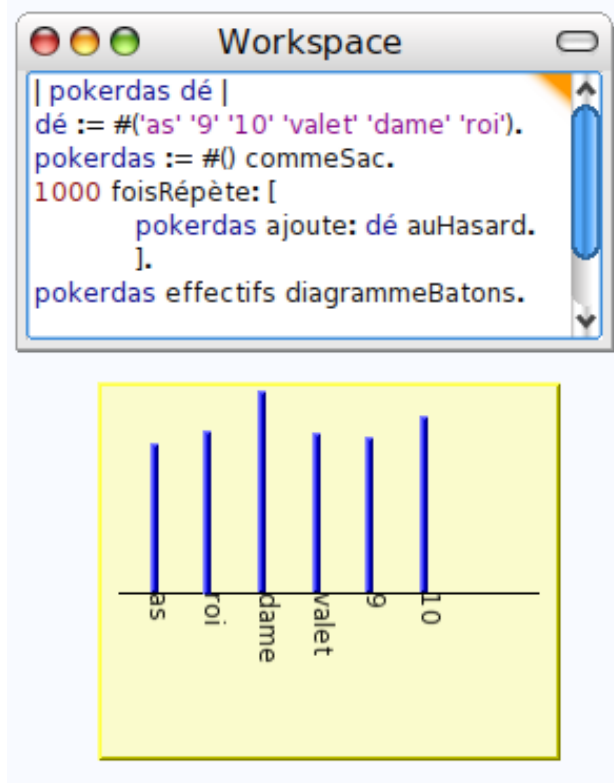 Workspace
| pokerdas dé |
dé := #('as' '9' '10' 'valet' 'dame' 'roi').
pokerdas := #() commeSac.
1000 foisRépète: [
pokerdas ajoute: dé auHasard.
].
pokerdas effectifs diagrammeBatons.
as
roi
dame
valet
9
10